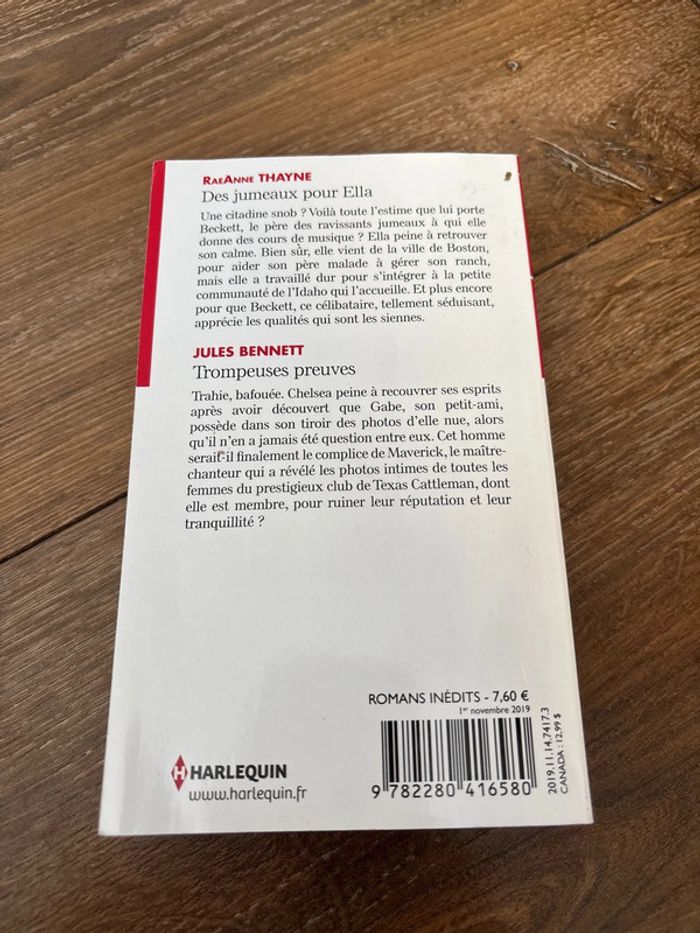 RaeAnne THAYNE
Des jumeaux pour Ella
Une citadine snob ? Voilà toute l'estime que lui porte
Beckett, le père des ravissants jumeaux à qui elle
donne des cours de musique ? Ella peine à retrouver
son calme. Bien sûr, elle vient de la ville de Boston,
pour aider son père malade à gérer son ranch,
mais elle a travaillé dur pour s'intégrer à la petite
communauté de l'Idaho qui l'accueille. Et plus encore
pour que Beckett, ce célibataire, tellement séduisant,
apprécie les qualités qui sont les siennes.
JULES BENNETT
Trompeuses preuves
Trahie, bafouée. Chelsea peine à recouvrer ses esprits
après avoir découvert que Gabe, son petit-ami,
possède dans son tiroir des photos d'elle nue, alors
qu'il n'en a jamais été question entre eux. Cet homme
serait-il finalement le complice de Maverick, le maître-
chanteur qui a révélé les photos intimes de toutes les
femmes du prestigieux club de Texas Cattleman, dont
elle est membre, pour ruiner leur réputation et leur
tranquillité ?
ROMANS INÉDITS - 7,60 €
1er novembre 2019
9 782280 416580
2019.11.14.7417.3
CANADA : 12,99 $
H HARLEQUIN
www.harlequin.fr